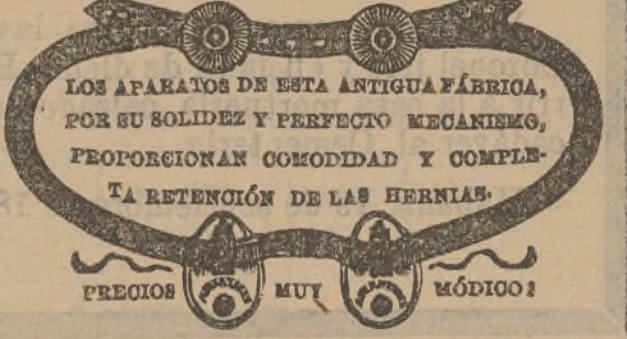 LOS APARATOS DE ESTA ANTIGUA FÁBRICA,
POR SU SOLIDEZ Y PERFECTO MECANISMO,
PROPORCIONAN COMODIDAD Y COMPLE-
TA RETENCIÓN DE LAS HERNIAS.
PRECIOS MUY MÓDICOS